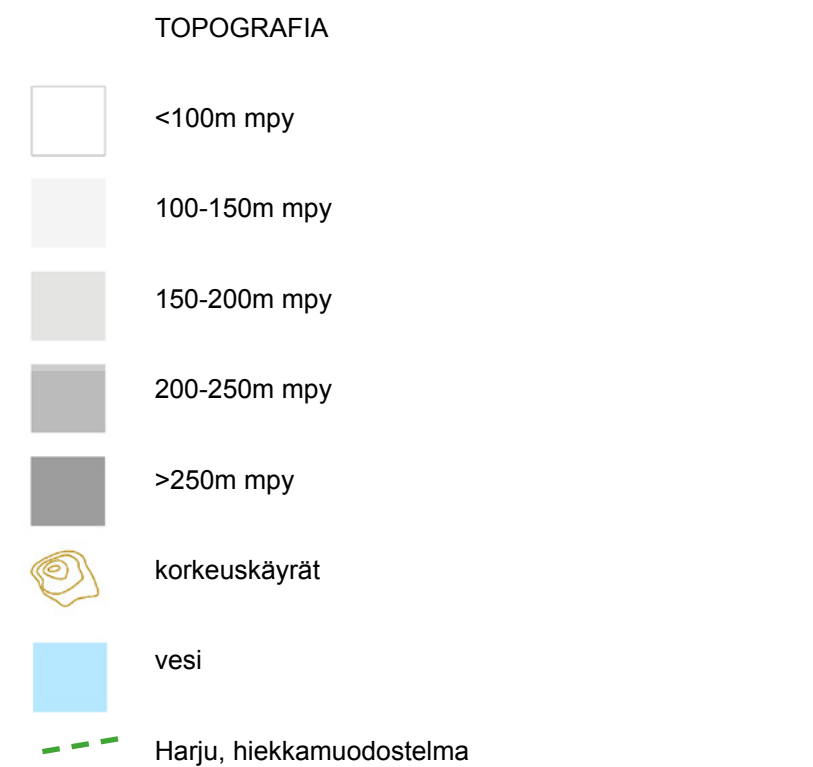 TOPOGRAFIA
<100m mpy
100-150m mpy
150-200m mpy
200-250m mpy
>250m mpy
korkeuskäyrät
vesi
Harju, hiekkamuodostelma